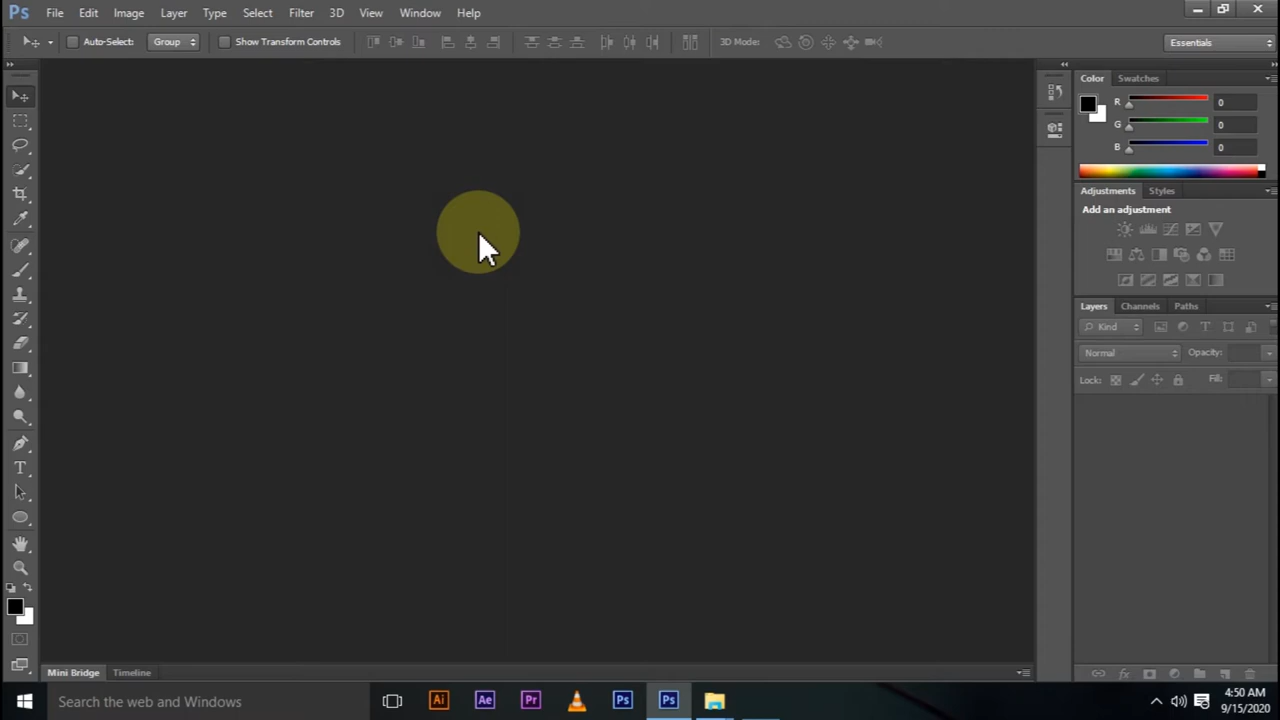 Ps File Edit Image Layer Type Select Filter 3D View Window Help
Auto-Select: Group Show Transform Controls 3D Mode: Essentials
Color Swatches
R 0
G 0
B 0
Adjustments Styles
Add an adjustment
Layers Channels Paths
Kind T
Normal Opacity:
Lock: Fill:
T
fx
Mini Bridge Timeline
Search the web and Windows Ai Ae Pr Ps Ps 4:50 AM
9/15/2020